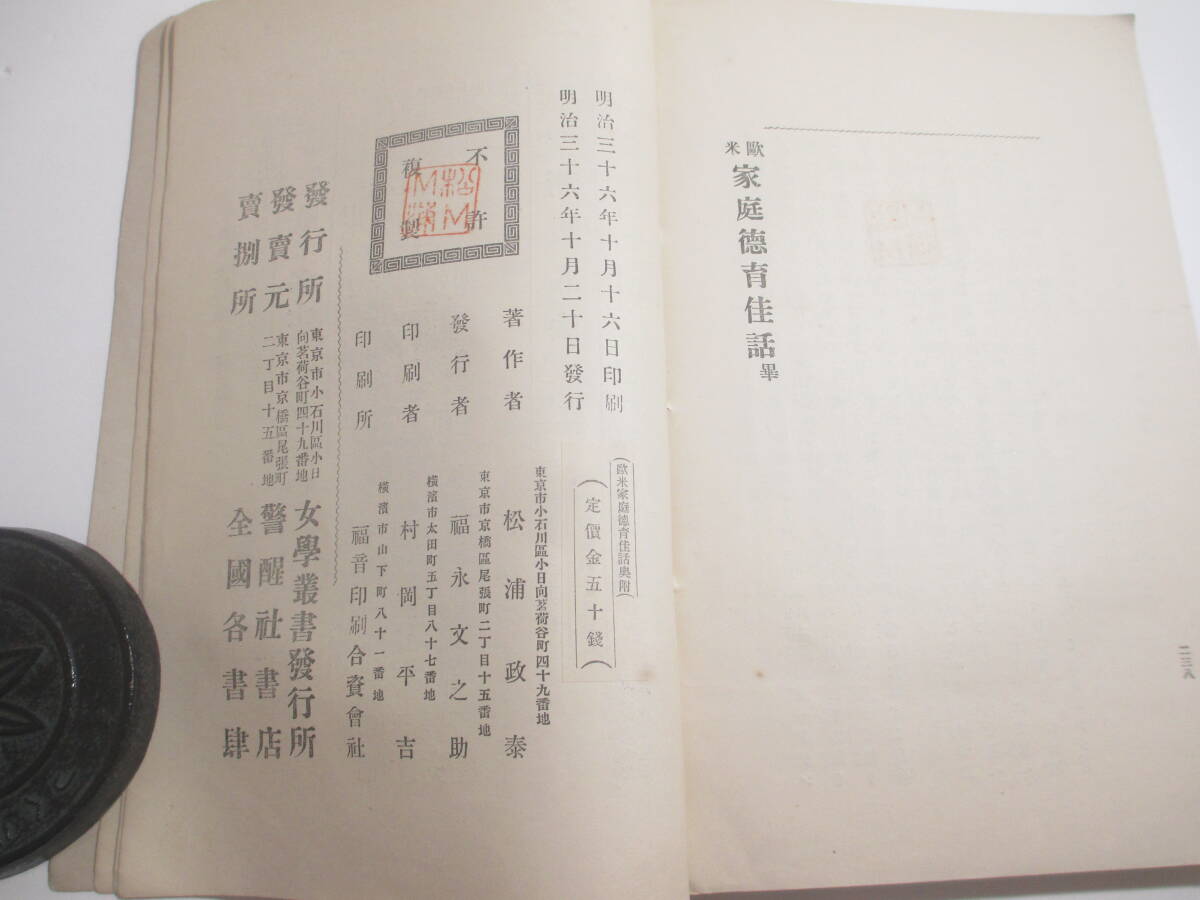 歐米
家庭德育佳話畢
二三八
明治三十六年十月十六日印刷
明治三十六年十月二十日發行
(歐米家庭德育佳話奧附)
(定價金五十錢)
不許
複製
東京市小石川區小日向茗荷谷町四十九番地
著作者 松浦政泰
東京市京橋區尾張町二丁目十五番地
發行者 福永文之助
橫濱市太田町五丁目八十七番地
印刷者 村岡平吉
橫濱市山下町八十一番地
印刷所 福音印刷合資會社
發行所 東京市小石川區小日向茗荷谷町四十九番地 女學叢書發行所
發賣元 東京市京橋區尾張町二丁目十五番地 警醒社書店
賣捌所 全國各書肆